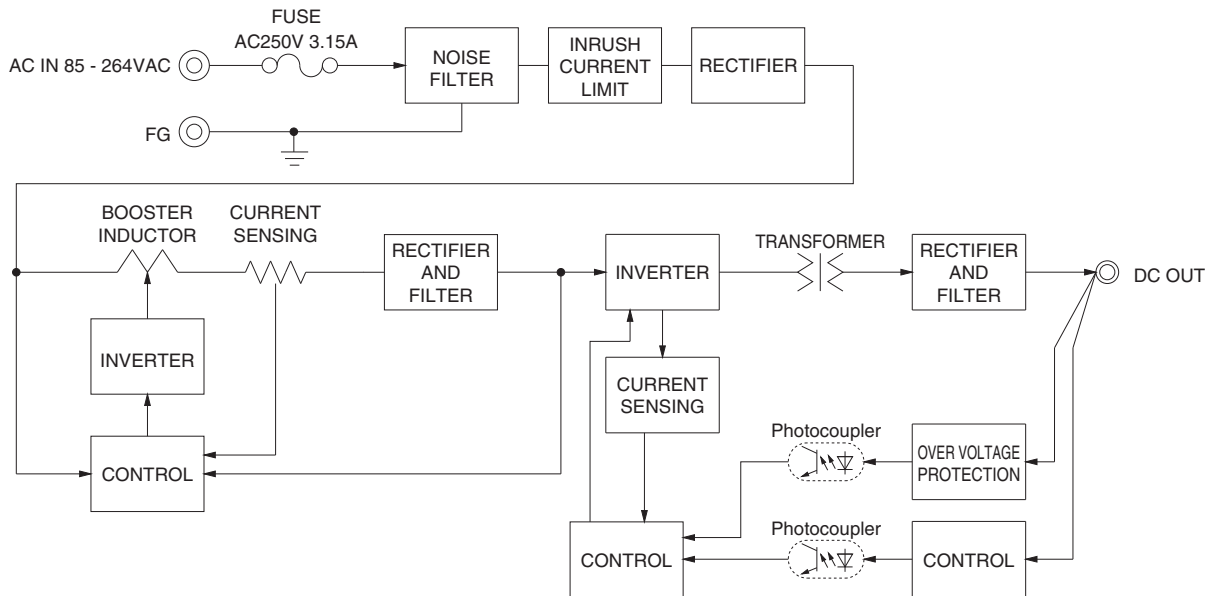 FUSE
AC250V 3.15A
AC IN 85 - 264VAC
NOISE
FILTER
INRUSH
CURRENT
LIMIT
RECTIFIER
FG
BOOSTER
INDUCTOR
CURRENT
SENSING
RECTIFIER
AND
FILTER
INVERTER
TRANSFORMER
RECTIFIER
AND
FILTER
DC OUT
INVERTER
CURRENT
SENSING
CONTROL
Photocoupler
OVER VOLTAGE
PROTECTION
Photocoupler
CONTROL
CONTROL